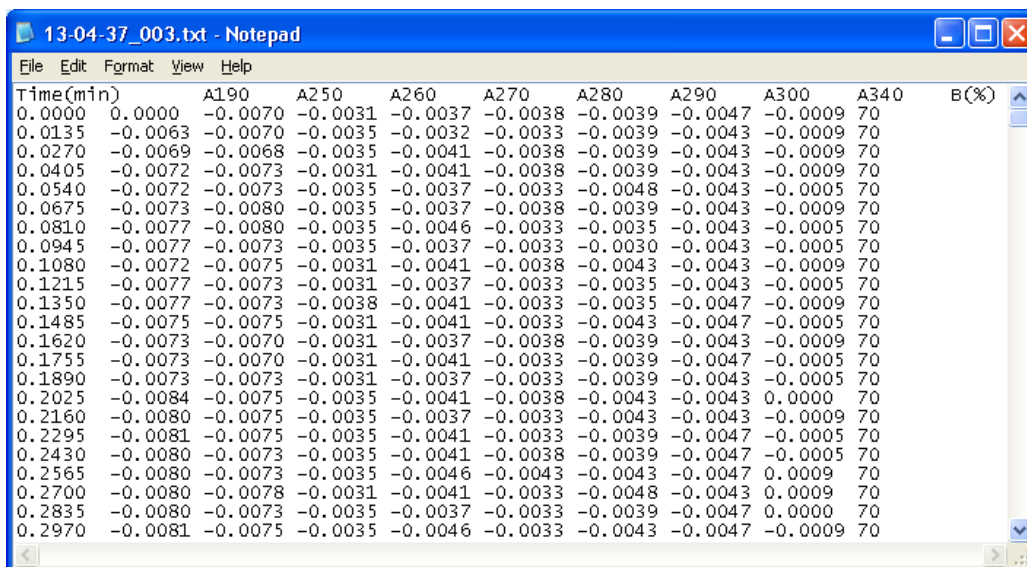 13-04-37_003.txt - Notepad
File Edit Format View Help
Time(min) A190 A250 A260 A270 A280 A290 A300 A340 B(%)
0.0000 0.0000 -0.0070 -0.0031 -0.0037 -0.0038 -0.0039 -0.0047 -0.0009 70
0.0135 -0.0063 -0.0070 -0.0035 -0.0032 -0.0033 -0.0039 -0.0043 -0.0009 70
0.0270 -0.0069 -0.0068 -0.0035 -0.0041 -0.0038 -0.0039 -0.0043 -0.0009 70
0.0405 -0.0072 -0.0073 -0.0031 -0.0041 -0.0038 -0.0039 -0.0043 -0.0009 70
0.0540 -0.0072 -0.0073 -0.0035 -0.0037 -0.0033 -0.0048 -0.0043 -0.0005 70
0.0675 -0.0073 -0.0080 -0.0035 -0.0037 -0.0038 -0.0039 -0.0043 -0.0009 70
0.0810 -0.0077 -0.0080 -0.0035 -0.0046 -0.0033 -0.0035 -0.0043 -0.0005 70
0.0945 -0.0077 -0.0073 -0.0035 -0.0037 -0.0033 -0.0030 -0.0043 -0.0005 70
0.1080 -0.0072 -0.0075 -0.0031 -0.0041 -0.0038 -0.0043 -0.0043 -0.0009 70
0.1215 -0.0077 -0.0073 -0.0031 -0.0037 -0.0033 -0.0035 -0.0043 -0.0005 70
0.1350 -0.0077 -0.0073 -0.0038 -0.0041 -0.0033 -0.0035 -0.0047 -0.0009 70
0.1485 -0.0075 -0.0075 -0.0031 -0.0041 -0.0033 -0.0043 -0.0047 -0.0005 70
0.1620 -0.0073 -0.0070 -0.0031 -0.0037 -0.0038 -0.0039 -0.0043 -0.0009 70
0.1755 -0.0073 -0.0070 -0.0031 -0.0041 -0.0033 -0.0039 -0.0047 -0.0005 70
0.1890 -0.0073 -0.0073 -0.0031 -0.0037 -0.0033 -0.0039 -0.0043 -0.0005 70
0.2025 -0.0084 -0.0075 -0.0035 -0.0041 -0.0038 -0.0043 -0.0043 0.0000 70
0.2160 -0.0080 -0.0075 -0.0035 -0.0037 -0.0033 -0.0043 -0.0043 -0.0009 70
0.2295 -0.0081 -0.0075 -0.0035 -0.0041 -0.0033 -0.0039 -0.0047 -0.0005 70
0.2430 -0.0080 -0.0073 -0.0035 -0.0041 -0.0038 -0.0039 -0.0047 -0.0005 70
0.2565 -0.0080 -0.0073 -0.0035 -0.0046 -0.0043 -0.0043 -0.0047 0.0009 70
0.2700 -0.0080 -0.0078 -0.0031 -0.0041 -0.0033 -0.0048 -0.0043 0.0009 70
0.2835 -0.0080 -0.0073 -0.0035 -0.0037 -0.0033 -0.0039 -0.0047 0.0000 70
0.2970 -0.0081 -0.0075 -0.0035 -0.0046 -0.0033 -0.0043 -0.0047 -0.0009 70